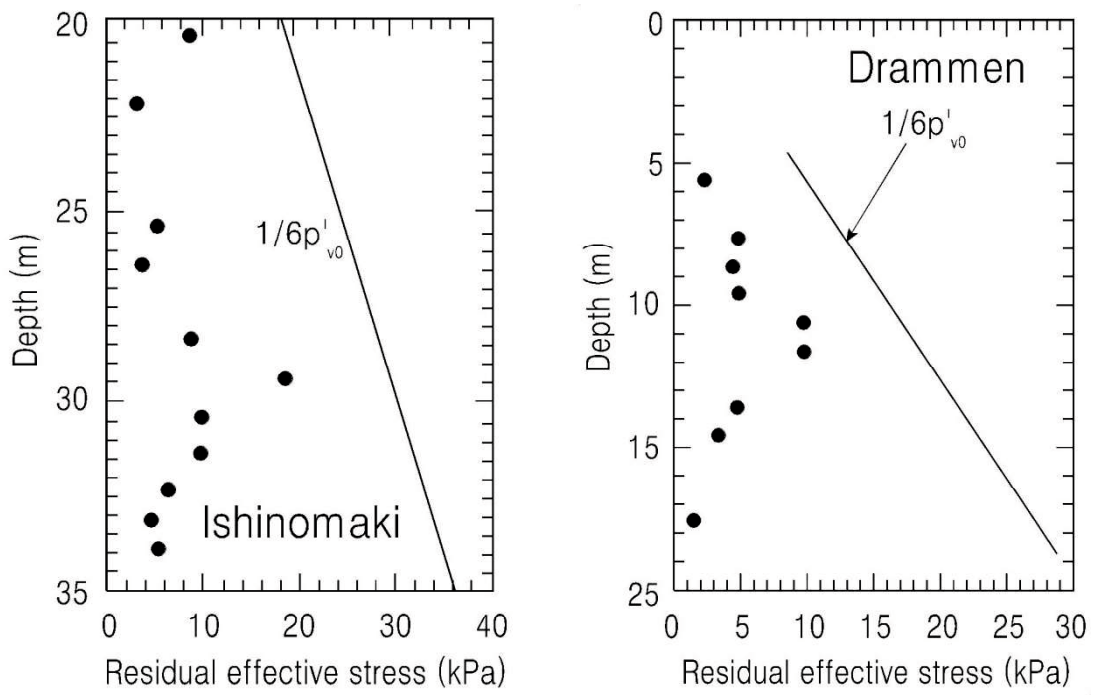 20
25
30
35
Depth (m)
1/6p'v0
Ishinomaki
0 10 20 30 40
Residual effective stress (kPa)
0
5
10
15
25
Depth (m)
Drammen
1/6p'v0
0 5 10 15 20 25 30
Residual effective stress (kPa)